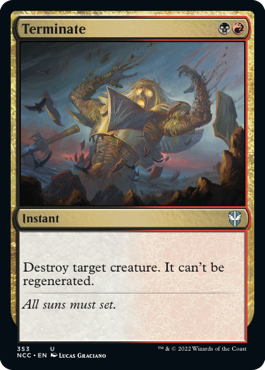 Terminate
Instant
Destroy target creature. It can't be
regenerated.
All suns must set.
353 U
NCC • EN Lucas Graciano ™ & © 2022 Wizards of the Coast